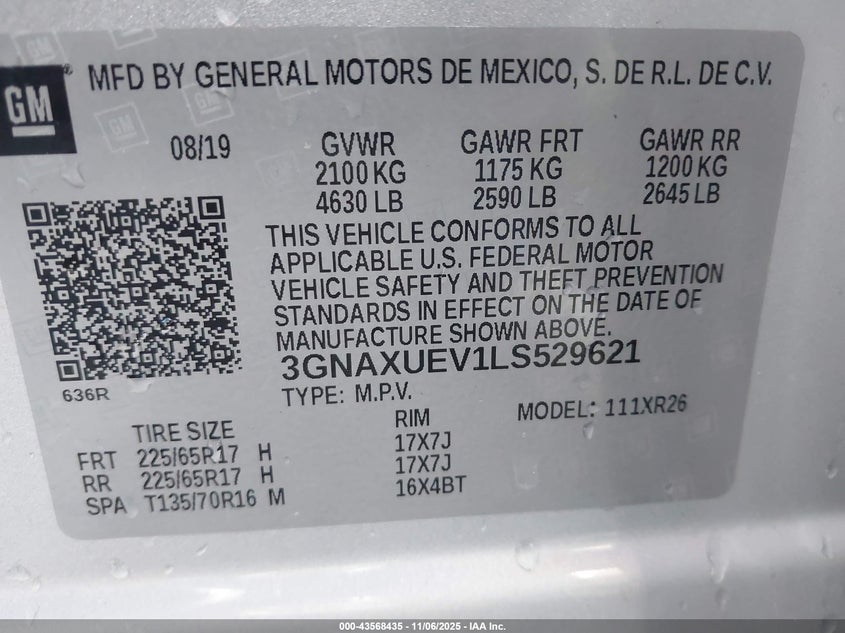 GM
MFD BY GENERAL MOTORS DE MEXICO, S. DE R.L. DE C.V.
08/19
GVWR GAWR FRT GAWR RR
2100 KG 1175 KG 1200 KG
4630 LB 2590 LB 2645 LB
THIS VEHICLE CONFORMS TO ALL
APPLICABLE U.S. FEDERAL MOTOR
VEHICLE SAFETY AND THEFT PREVENTION
STANDARDS IN EFFECT ON THE DATE OF
MANUFACTURE SHOWN ABOVE.
3GNAXUEV1LS529621
636R
TYPE: M.P.V.
MODEL: 111XR26
TIRE SIZE RIM
FRT 225/65R17 H 17X7J
RR 225/65R17 H 17X7J
SPA T135/70R16 M 16X4BT
000-43568435 - 11/06/2025 - IAA Inc.